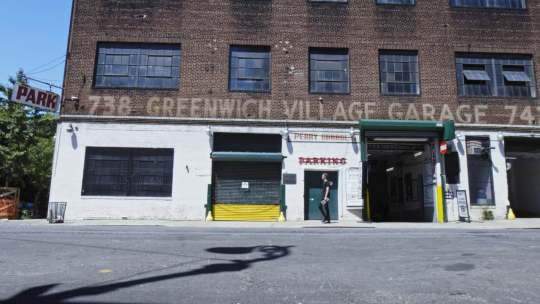 PARK
738 GREENWICH VILLAGE GARAGE 74
PERRY GARAGE
PARKING